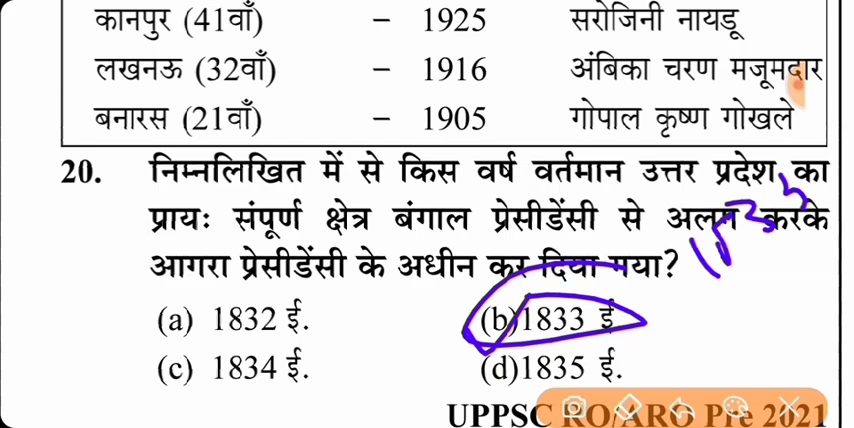 कानपुर (41वाँ) – 1925 सरोजिनी नायडू
लखनऊ (32वाँ) – 1916 अंबिका चरण मजूमदार
बनारस (21वाँ) – 1905 गोपाल कृष्ण गोखले
20. निम्नलिखित में से किस वर्ष वर्तमान उत्तर प्रदेश का
प्रायः संपूर्ण क्षेत्र बंगाल प्रेसीडेंसी से अलग करके
1833
आगरा प्रेसीडेंसी के अधीन कर दिया गया?
(a) 1832 ई. (b) 1833 ई
(c) 1834 ई. (d) 1835 ई.
UPPSC RO/ARO Pre 2021